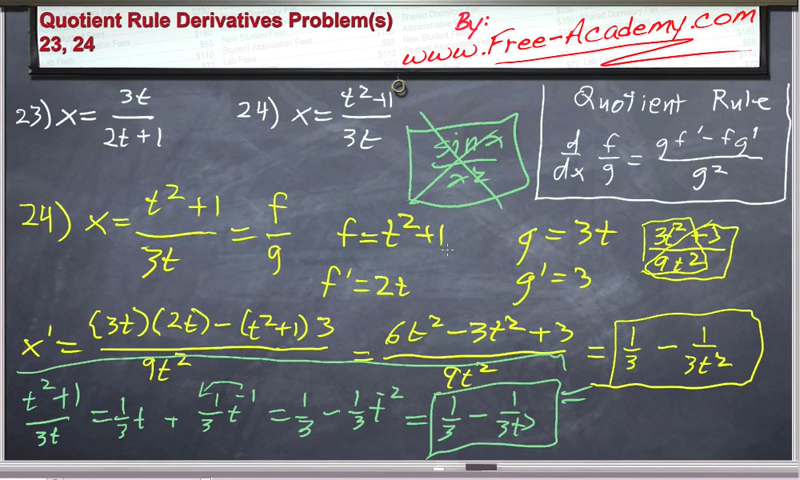 Quotient Rule Derivatives Problem(s)
23, 24
By:
www.Free-Academy.com
23) x = 3t / 2t + 1
24) x = t² + 1 / 3t
sin x / x²
Quotient Rule
d/dx f/g = gf' - fg' / g²
24) x = t² + 1 / 3t = f / g
f = t² + 1
g = 3t
3t² + 3 / 9t²
f' = 2t
g' = 3
x' = (3t)(2t) - (t² + 1) 3 / 9t² = 6t² - 3t² + 3 / 9t² = 1/3 - 1/3t²
t² + 1 / 3t = 1/3 t + 1/3 t⁻¹ = 1/3 - 1/3 t⁻² = 1/3 - 1/3t²